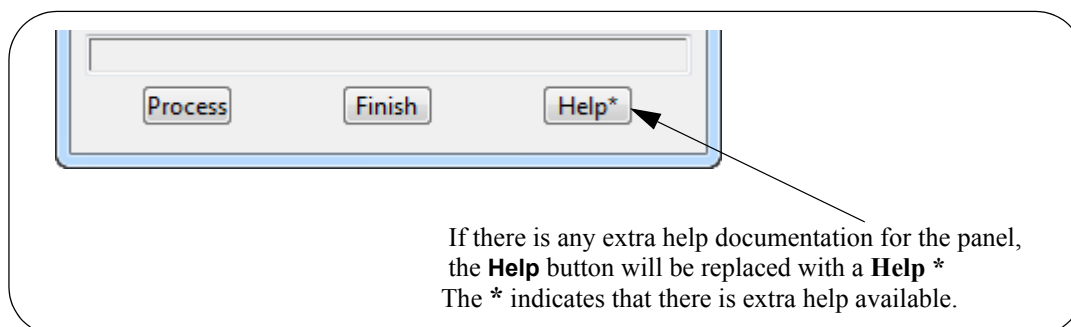 Process Finish Help*
If there is any extra help documentation for the panel,
the Help button will be replaced with a Help *
The * indicates that there is extra help available.